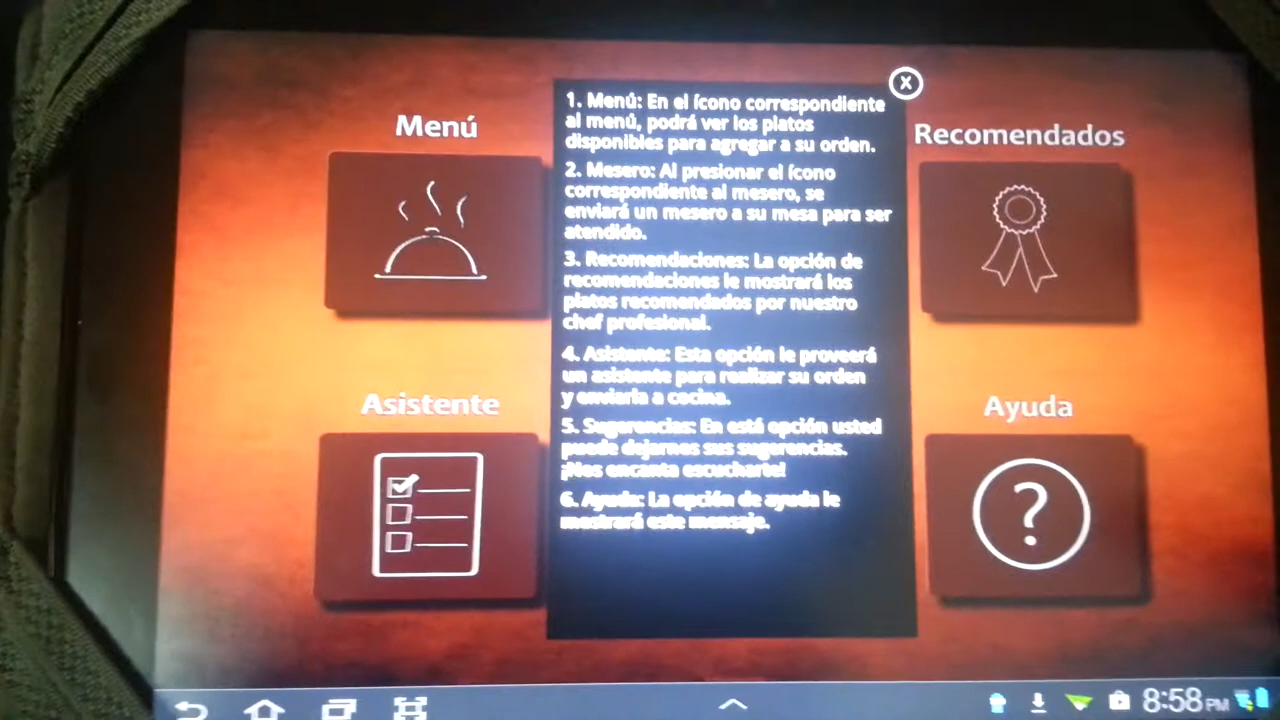 Menú
Recomendados
Asistente
Ayuda
1. Menú: En el ícono correspondiente
al menú, podrá ver los platos
disponibles para agregar a su orden.
2. Mesero: Al presionar el ícono
correspondiente al mesero, se
enviará un mesero a su mesa para ser
atendido.
3. Recomendaciones: La opción de
recomendaciones le mostrará los
platos recomendados por nuestro
chef profesional.
4. Asistente: Esta opción le proveerá
un asistente para realizar su orden
y enviarla a cocina.
5. Sugerencias: En está opción usted
puede dejarnos sus sugerencias.
¡Nos encanta escucharte!
6. Ayuda: La opción de ayuda le
mostrará este mensaje.
8:58 PM